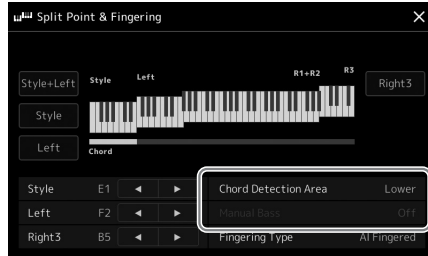 Split Point & Fingering
R3
R1+R2
Style+Left
Style
Left
Right3
Style
Left
Chord
Style E1 Chord Detection Area Lower
Left F2 Manual Bass Off
Right3 B5 Fingering Type AI Fingered